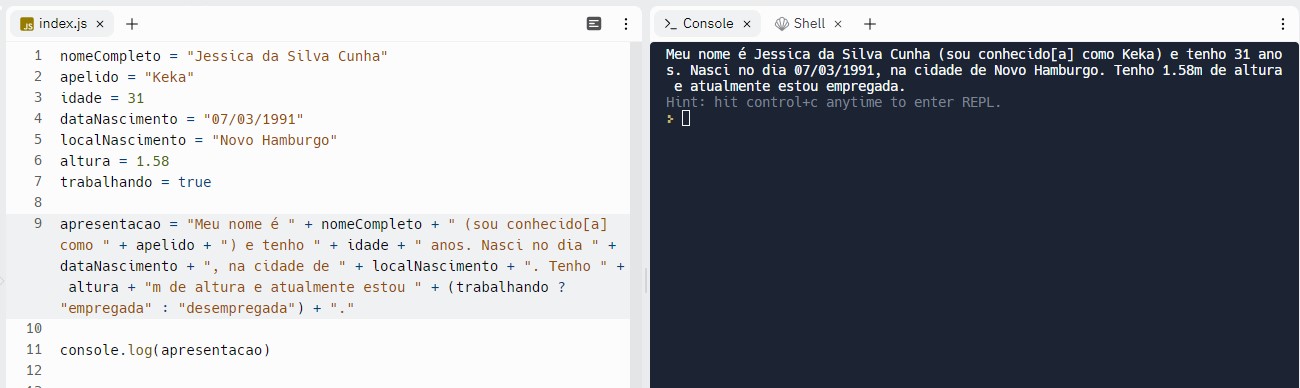 index.js × +
1 nomeCompleto = "Jessica da Silva Cunha"
2 apelido = "Keka"
3 idade = 31
4 dataNascimento = "07/03/1991"
5 localNascimento = "Novo Hamburgo"
6 altura = 1.58
7 trabalhando = true
8
9 apresentacao = "Meu nome é " + nomeCompleto + " (sou conhecido[a]
como " + apelido + ") e tenho " + idade + " anos. Nasci no dia " +
dataNascimento + ", na cidade de " + localNascimento + ". Tenho " +
altura + "m de altura e atualmente estou " + (trabalhando ?
"empregada" : "desempregada") + "."
10
11 console.log(apresentacao)
12
Console × Shell × +
Meu nome é Jessica da Silva Cunha (sou conhecido[a] como Keka) e tenho 31 ano
s. Nasci no dia 07/03/1991, na cidade de Novo Hamburgo. Tenho 1.58m de altura
e atualmente estou empregada.
Hint: hit control+c anytime to enter REPL.